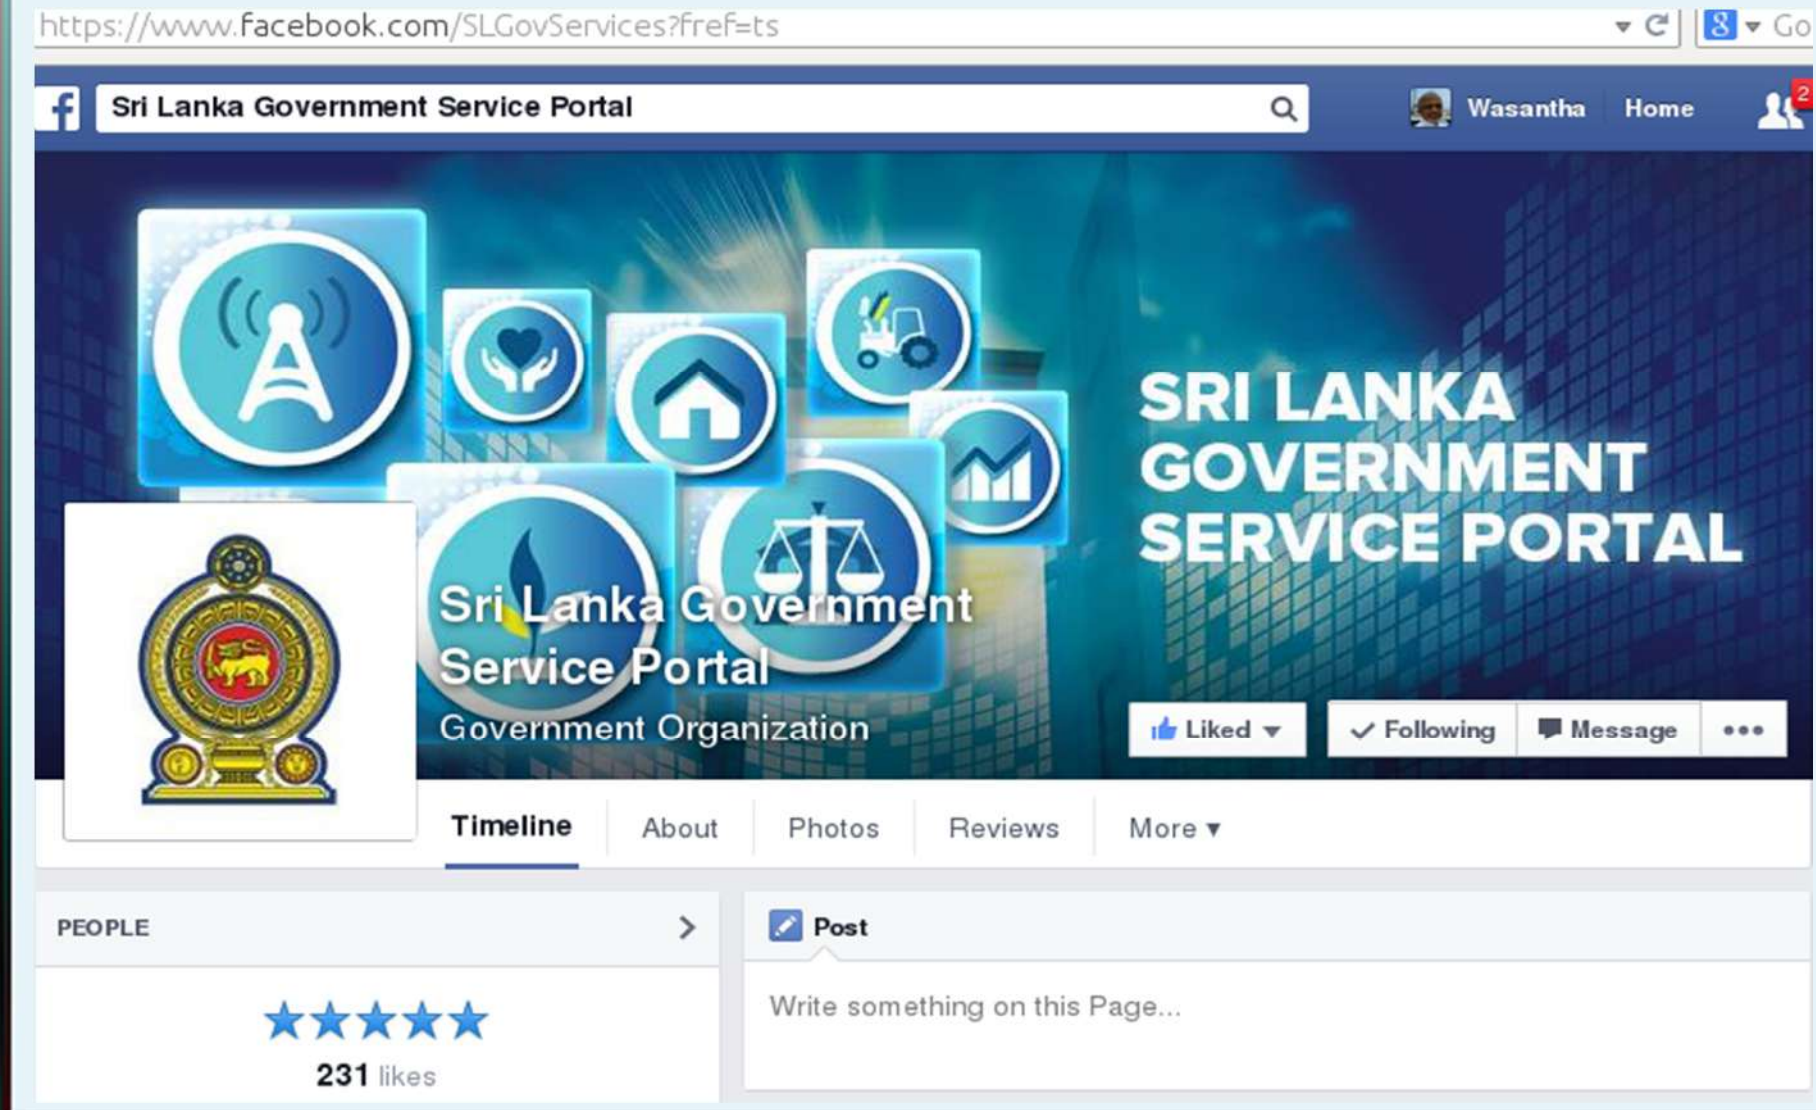 https://www.facebook.com/SLGovServices?fref=ts
8 Go
f Sri Lanka Government Service Portal
Wasantha Home 2
SRI LANKA
GOVERNMENT
SERVICE PORTAL
Sri Lanka Government
Service Portal
Government Organization
Liked Following Message
Timeline About Photos Reviews More
PEOPLE
231 likes
Post
Write something on this Page...